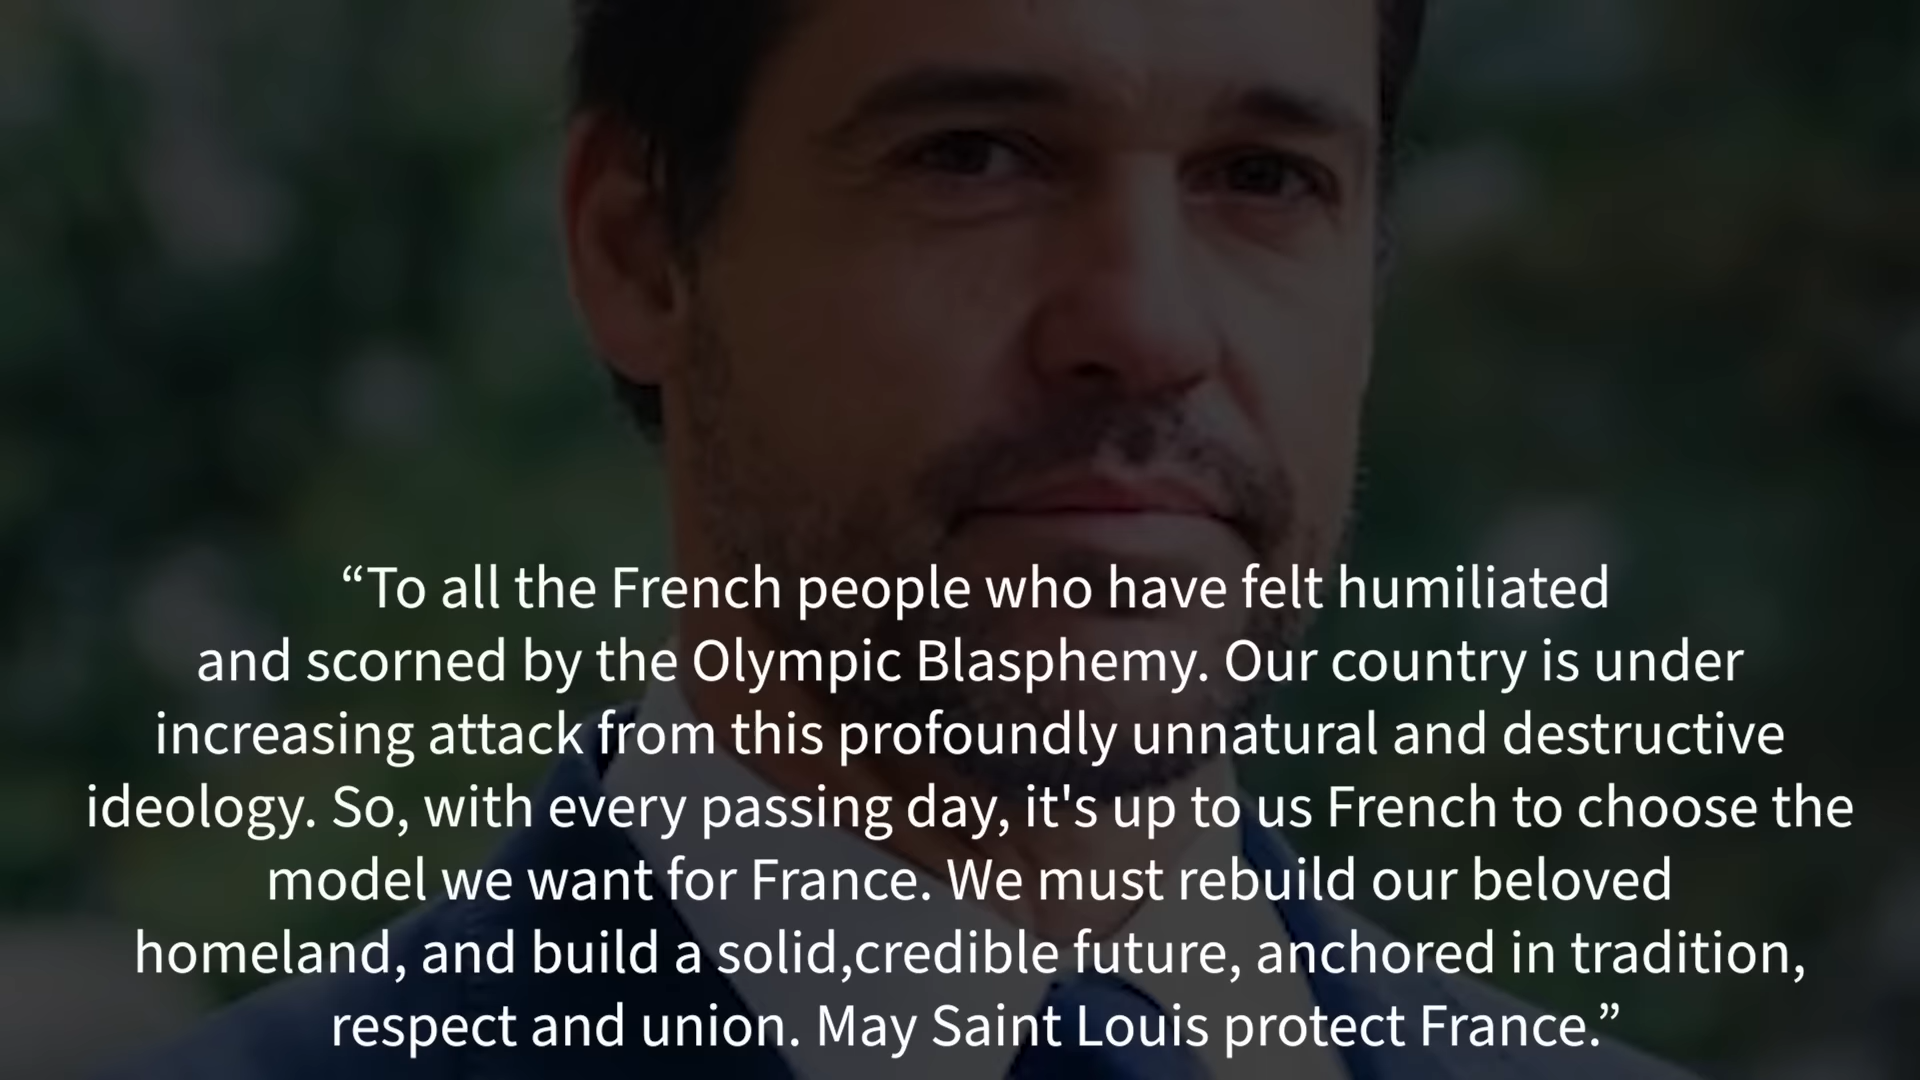 “To all the French people who have felt humiliated
and scorned by the Olympic Blasphemy. Our country is under
increasing attack from this profoundly unnatural and destructive
ideology. So, with every passing day, it's up to us French to choose the
model we want for France. We must rebuild our beloved
homeland, and build a solid,credible future, anchored in tradition,
respect and union. May Saint Louis protect France.”